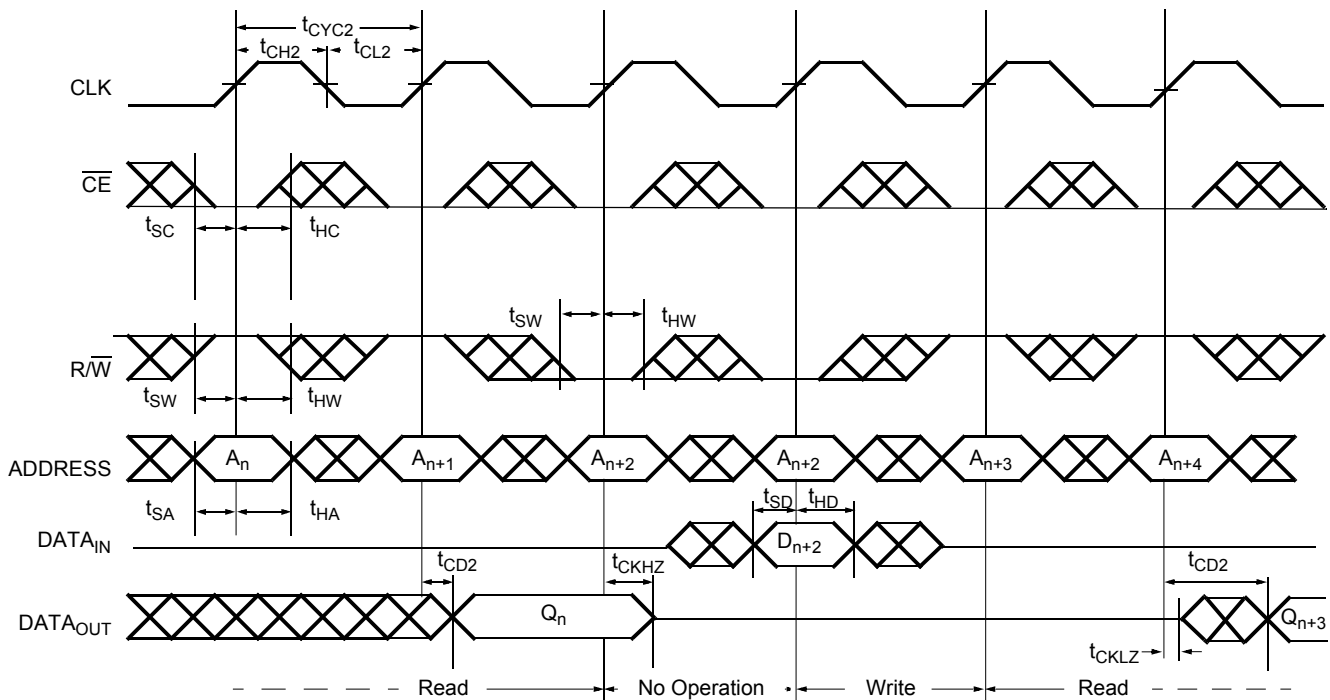 tCYC2
tCH2 tCL2
CLK
CE
tSC tHC
tSW tHW
R/W
tSW tHW
ADDRESS An An+1 An+2 An+2 An+3 An+4
tSA tHA tSD tHD
DATAIN Dn+2
tCD2 tCKHZ tCD2
DATAOUT Qn Qn+3
tCKLZ
Read No Operation Write Read